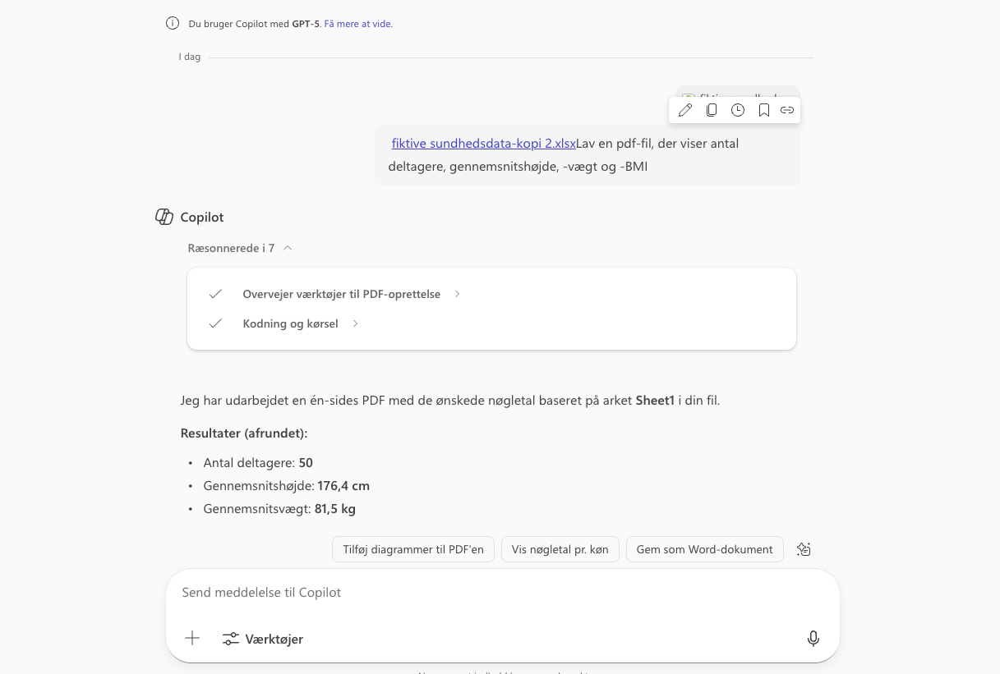 Du bruger Copilot med GPT-5. Få mere at vide.
I dag
fiktive sundhedsdata-kopi 2.xlsxLav en pdf-fil, der viser antal
deltagere, gennemsnitshøjde, -vægt og -BMI
Copilot
Ræsonnerede i 7
Overvejer værktøjer til PDF-oprettelse
Kodning og kørsel
Jeg har udarbejdet en én-sides PDF med de ønskede nøgletal baseret på arket Sheet1 i din fil.
Resultater (afrundet):
• Antal deltagere: 50
• Gennemsnitshøjde: 176,4 cm
• Gennemsnitsvægt: 81,5 kg
Tilføj diagrammer til PDF'en
Vis nøgletal pr. køn
Gem som Word-dokument
Send meddelelse til Copilot
Værktøjer